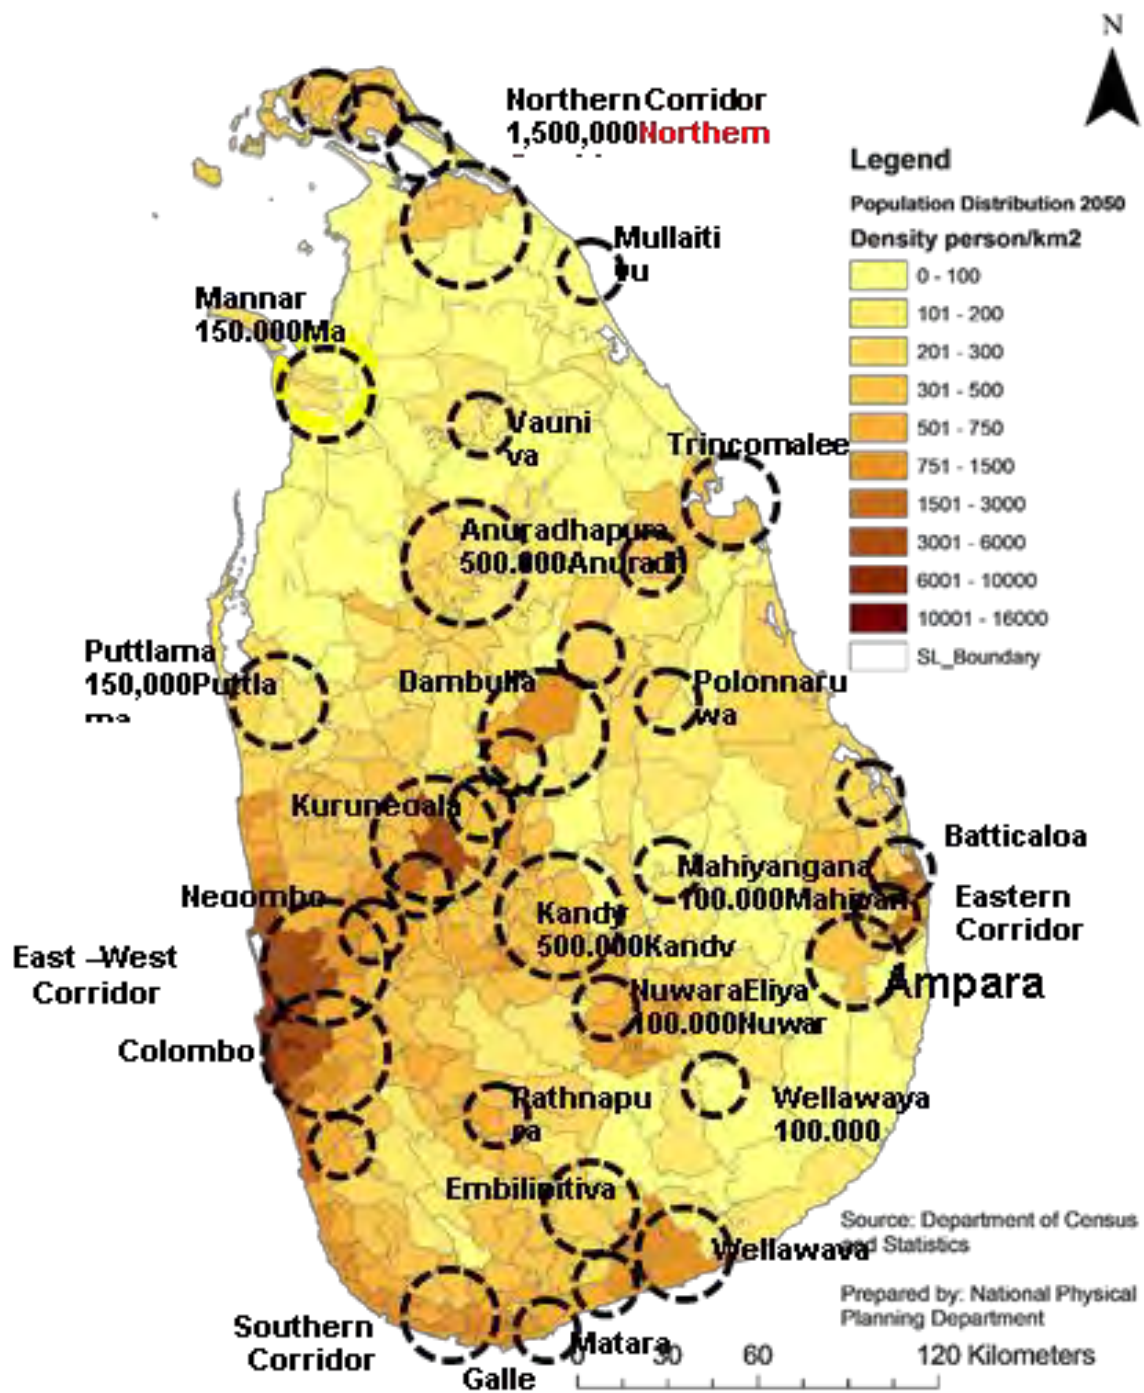 N
Northern Corridor
1,500,000Northern
Legend
Population Distribution 2050
Density person/km2
0 - 100
101 - 200
201 - 300
301 - 500
501 - 750
751 - 1500
1501 - 3000
3001 - 6000
6001 - 10000
10001 - 16000
SL_Boundary
Mullaiti
vu
Mannar
150.000Ma
Vauni
va
Trincomalee
Anuradhapura
500.000Anuradh
Puttlama
150,000Puttla
ma
Dambulla
Polonnaru
wa
Kurunegala
Batticaloa
Mahiyangana
100.000Mahiyan
Negombo
Kandy
500.000Kandy
Eastern
Corridor
East –West
Corridor
Ampara
NuwaraEliya
100.000Nuwar
Colombo
Rathnapu
ra
Wellawaya
100.000
Embilipitiya
Wellawaya
Source: Department of Census
and Statistics
Prepared by: National Physical
Planning Department
Southern
Corridor
Matara
Galle
0 30 60 120 Kilometers